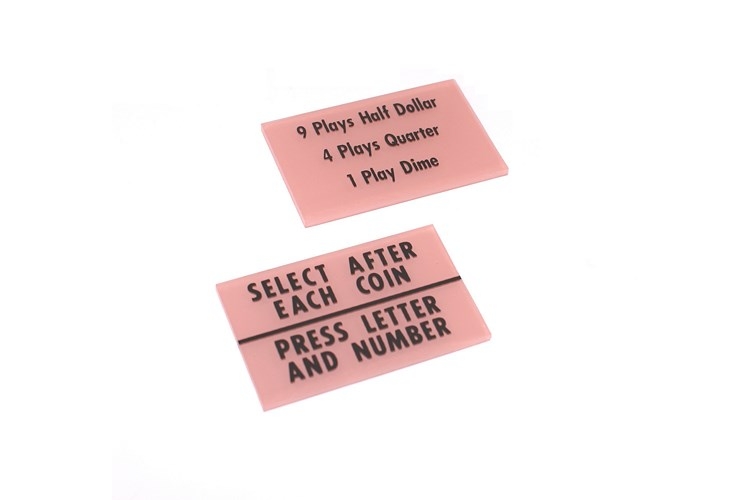 9 Plays Half Dollar
4 Plays Quarter
1 Play Dime
SELECT AFTER
EACH COIN
PRESS LETTER
AND NUMBER